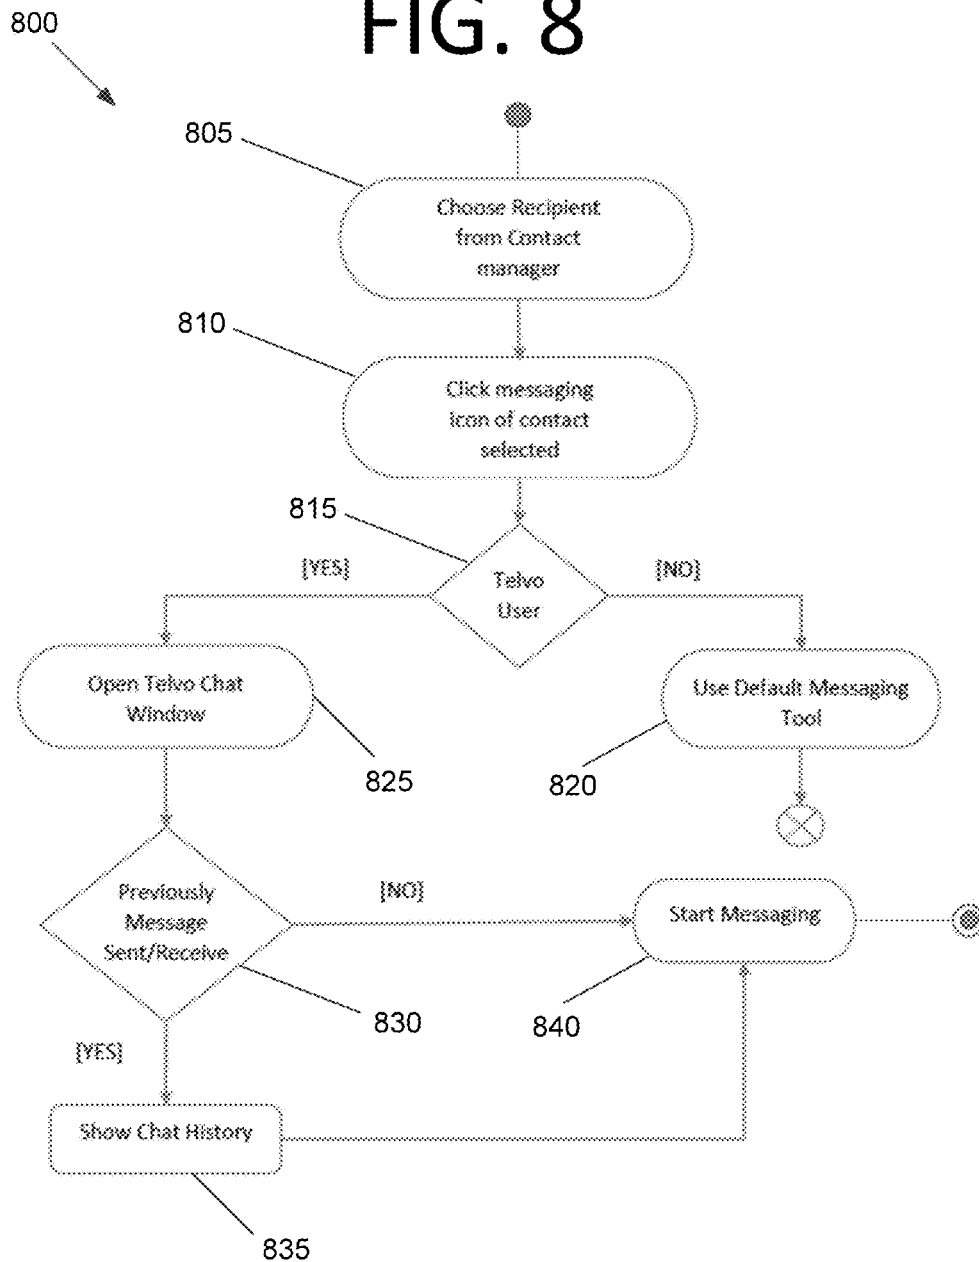 FIG. 8
800
805
Choose Recipient
from Contact
manager
810
Click messaging
icon of contact
selected
815
[YES]
Telvo
User
[NO]
Open Telvo Chat
Window
Use Default Messaging
Tool
825
820
Previously
Message
Sent/Receive
[NO]
Start Messaging
830
840
[YES]
Show Chat History
835